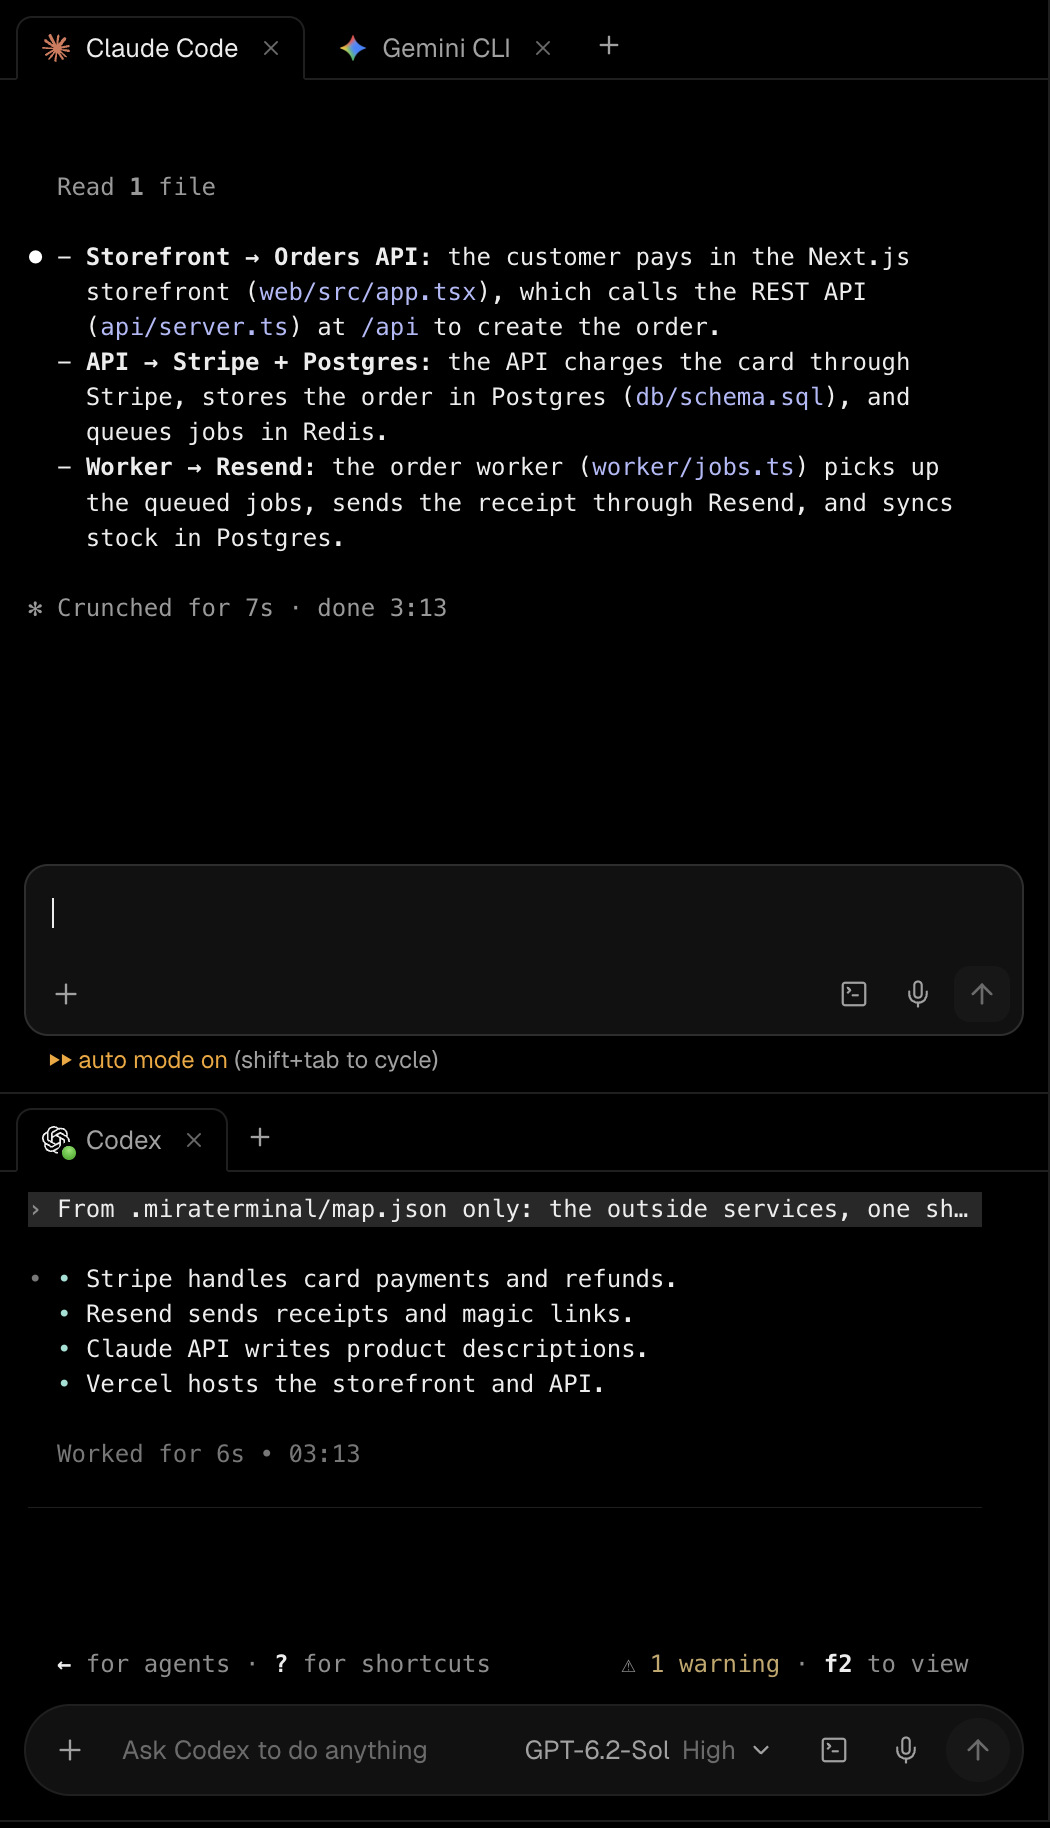 Claude Code
Gemini CLI
Read 1 file
– Storefront → Orders API: the customer pays in the Next.js
storefront (web/src/app.tsx), which calls the REST API
(api/server.ts) at /api to create the order.
– API → Stripe + Postgres: the API charges the card through
Stripe, stores the order in Postgres (db/schema.sql), and
queues jobs in Redis.
– Worker → Resend: the order worker (worker/jobs.ts) picks up
the queued jobs, sends the receipt through Resend, and syncs
stock in Postgres.
✻ Crunched for 7s · done 3:13
auto mode on (shift+tab to cycle)
Codex
› From .miraterminal/map.json only: the outside services, one sh…
• • Stripe handles card payments and refunds.
• Resend sends receipts and magic links.
• Claude API writes product descriptions.
• Vercel hosts the storefront and API.
Worked for 6s • 03:13
← for agents · ? for shortcuts ⚠ 1 warning · f2 to view
Ask Codex to do anything GPT-6.2-Sol High